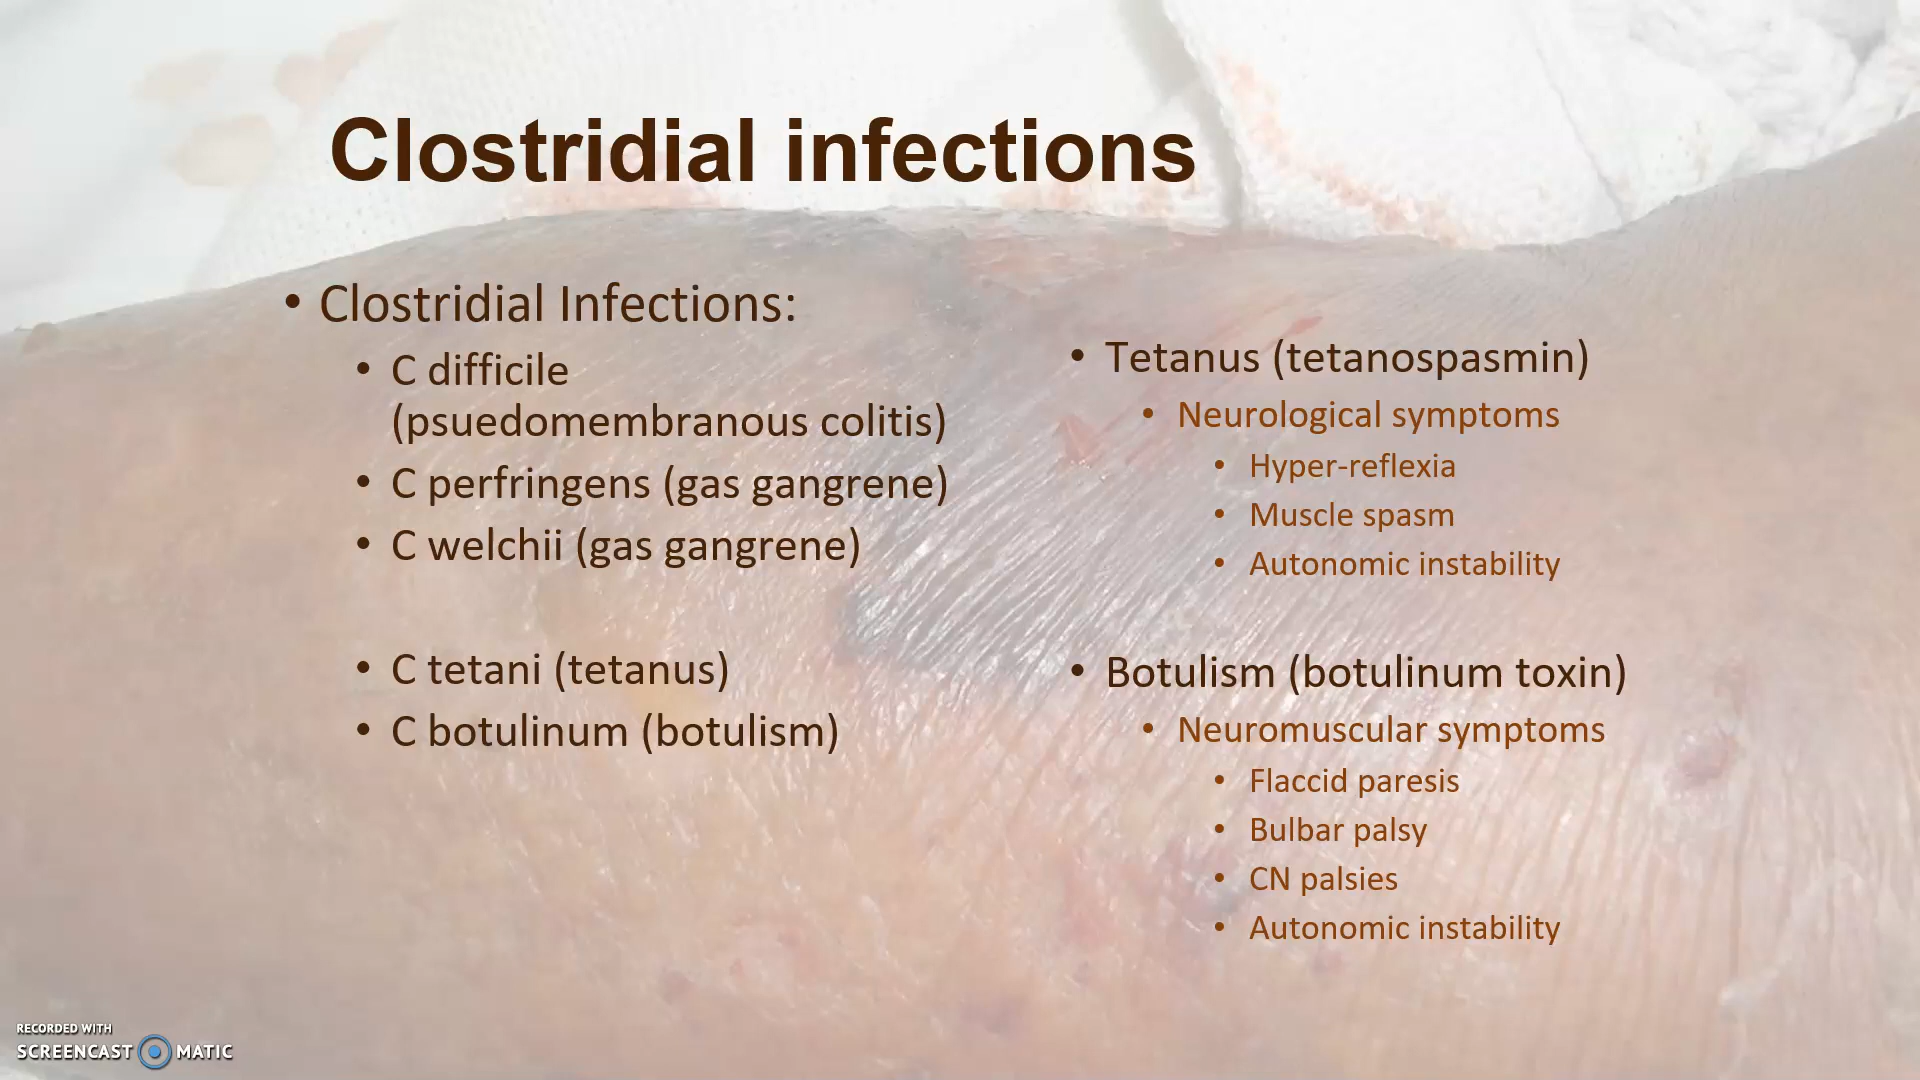 Clostridial infections
• Clostridial Infections:
• C difficile
(psuedomembranous colitis)
• C perfringens (gas gangrene)
• C welchii (gas gangrene)
• C tetani (tetanus)
• C botulinum (botulism)
• Tetanus (tetanospasmin)
• Neurological symptoms
• Hyper-reflexia
• Muscle spasm
• Autonomic instability
• Botulism (botulinum toxin)
• Neuromuscular symptoms
• Flaccid paresis
• Bulbar palsy
• CN palsies
• Autonomic instability
RECORDED WITH
SCREENCAST MATIC